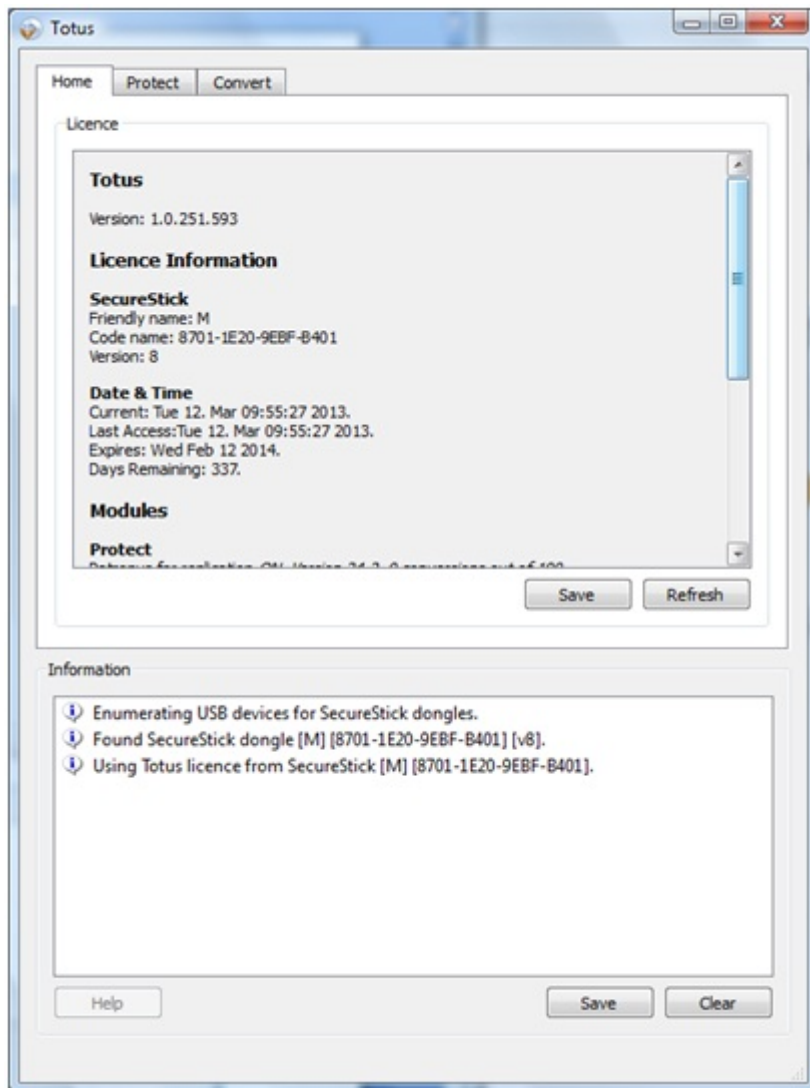 Totus
Home Protect Convert
Licence
Totus
Version: 1.0.251.593
Licence Information
SecureStick
Friendly name: M
Code name: 8701-1E20-9EBF-B401
Version: 8
Date & Time
Current: Tue 12. Mar 09:55:27 2013.
Last Access:Tue 12. Mar 09:55:27 2013.
Expires: Wed Feb 12 2014.
Days Remaining: 337.
Modules
Protect
Save Refresh
Information
Enumerating USB devices for SecureStick dongles.
Found SecureStick dongle [M] [8701-1E20-9EBF-B401] [v8].
Using Totus licence from SecureStick [M] [8701-1E20-9EBF-B401].
Help Save Clear